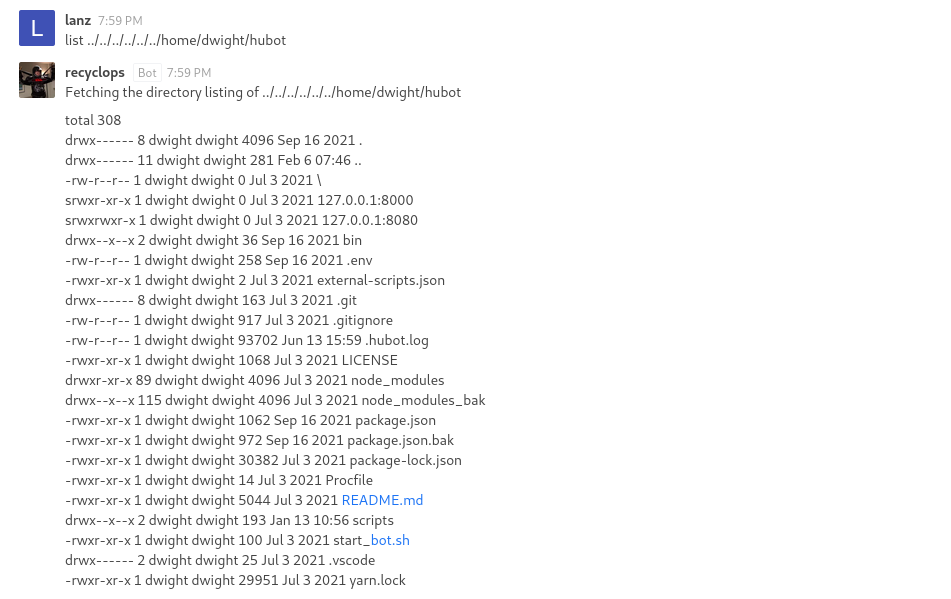 L
lanz 7:59 PM
list ../../../../../../home/dwight/hubot
recyclops Bot 7:59 PM
Fetching the directory listing of ../../../../../../home/dwight/hubot
total 308
drwx------ 8 dwight dwight 4096 Sep 16 2021 .
drwx------ 11 dwight dwight 281 Feb 6 07:46 ..
-rw-r--r-- 1 dwight dwight 0 Jul 3 2021 \
srwxr-xr-x 1 dwight dwight 0 Jul 3 2021 127.0.0.1:8000
srwxrwxr-x 1 dwight dwight 0 Jul 3 2021 127.0.0.1:8080
drwx--x--x 2 dwight dwight 36 Sep 16 2021 bin
-rw-r--r-- 1 dwight dwight 258 Sep 16 2021 .env
-rwxr-xr-x 1 dwight dwight 2 Jul 3 2021 external-scripts.json
drwx------ 8 dwight dwight 163 Jul 3 2021 .git
-rw-r--r-- 1 dwight dwight 917 Jul 3 2021 .gitignore
-rw-r--r-- 1 dwight dwight 93702 Jun 13 15:59 .hubot.log
-rwxr-xr-x 1 dwight dwight 1068 Jul 3 2021 LICENSE
drwxr-xr-x 89 dwight dwight 4096 Jul 3 2021 node_modules
drwx--x--x 115 dwight dwight 4096 Jul 3 2021 node_modules_bak
-rwxr-xr-x 1 dwight dwight 1062 Sep 16 2021 package.json
-rwxr-xr-x 1 dwight dwight 972 Sep 16 2021 package.json.bak
-rwxr-xr-x 1 dwight dwight 30382 Jul 3 2021 package-lock.json
-rwxr-xr-x 1 dwight dwight 14 Jul 3 2021 Procfile
-rwxr-xr-x 1 dwight dwight 5044 Jul 3 2021 README.md
drwx--x--x 2 dwight dwight 193 Jan 13 10:56 scripts
-rwxr-xr-x 1 dwight dwight 100 Jul 3 2021 start_bot.sh
drwx------ 2 dwight dwight 25 Jul 3 2021 .vscode
-rwxr-xr-x 1 dwight dwight 29951 Jul 3 2021 yarn.lock